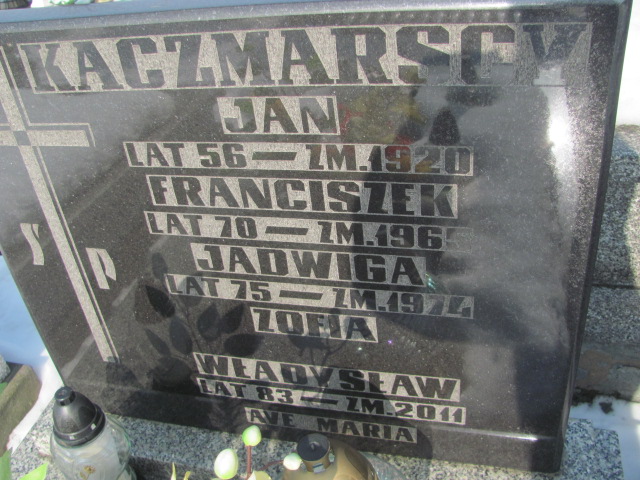 KACZMARSCY
JAN
LAT 56 — ZM. 1920
FRANCISZEK
LAT 70 — ZM. 1965
JADWIGA
LAT 75 — ZM. 1974
ZOFIA
WŁADYSŁAW
LAT 83 — ZM. 2011
AVE MARIA
Ś P